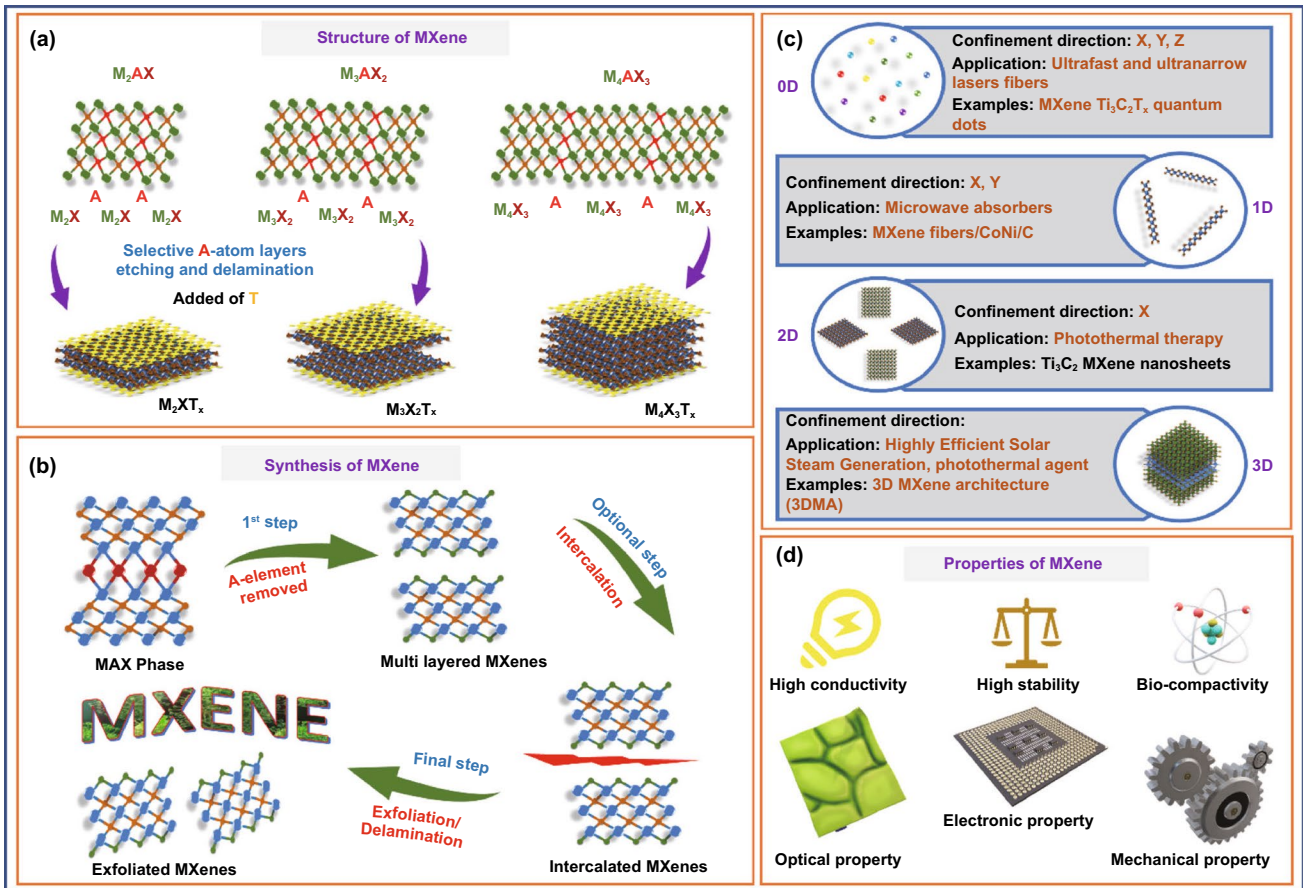 (a)
Structure of MXene
M₂AX
M₃AX₂
M₄AX₃
A A
M₂X M₂X M₂X
A A
M₃X₂ M₃X₂ M₃X₂
M₄X₃ A M₄X₃ A M₄X₃
Selective A-atom layers
etching and delamination
Added of T
M₂XTₓ
M₃X₂Tₓ
M₄X₃Tₓ
(b)
Synthesis of MXene
MAX Phase
1ˢᵗ step
A-element
removed
Multi layered MXenes
Optional step
Intercalation
Intercalated MXenes
Final step
Exfoliation/
Delamination
MXENE
Exfoliated MXenes
(c)
0D
Confinement direction: X, Y, Z
Application: Ultrafast and ultranarrow
lasers fibers
Examples: MXene Ti₃C₂Tₓ quantum
dots
Confinement direction: X, Y
Application: Microwave absorbers
Examples: MXene fibers/CoNi/C
1D
2D
Confinement direction: X
Application: Photothermal therapy
Examples: Ti₃C₂ MXene nanosheets
Confinement direction:
Application: Highly Efficient Solar
Steam Generation, photothermal agent
Examples: 3D MXene architecture
(3DMA)
3D
(d)
Properties of MXene
High conductivity
High stability
Bio-compactivity
Optical property
Electronic property
Mechanical property